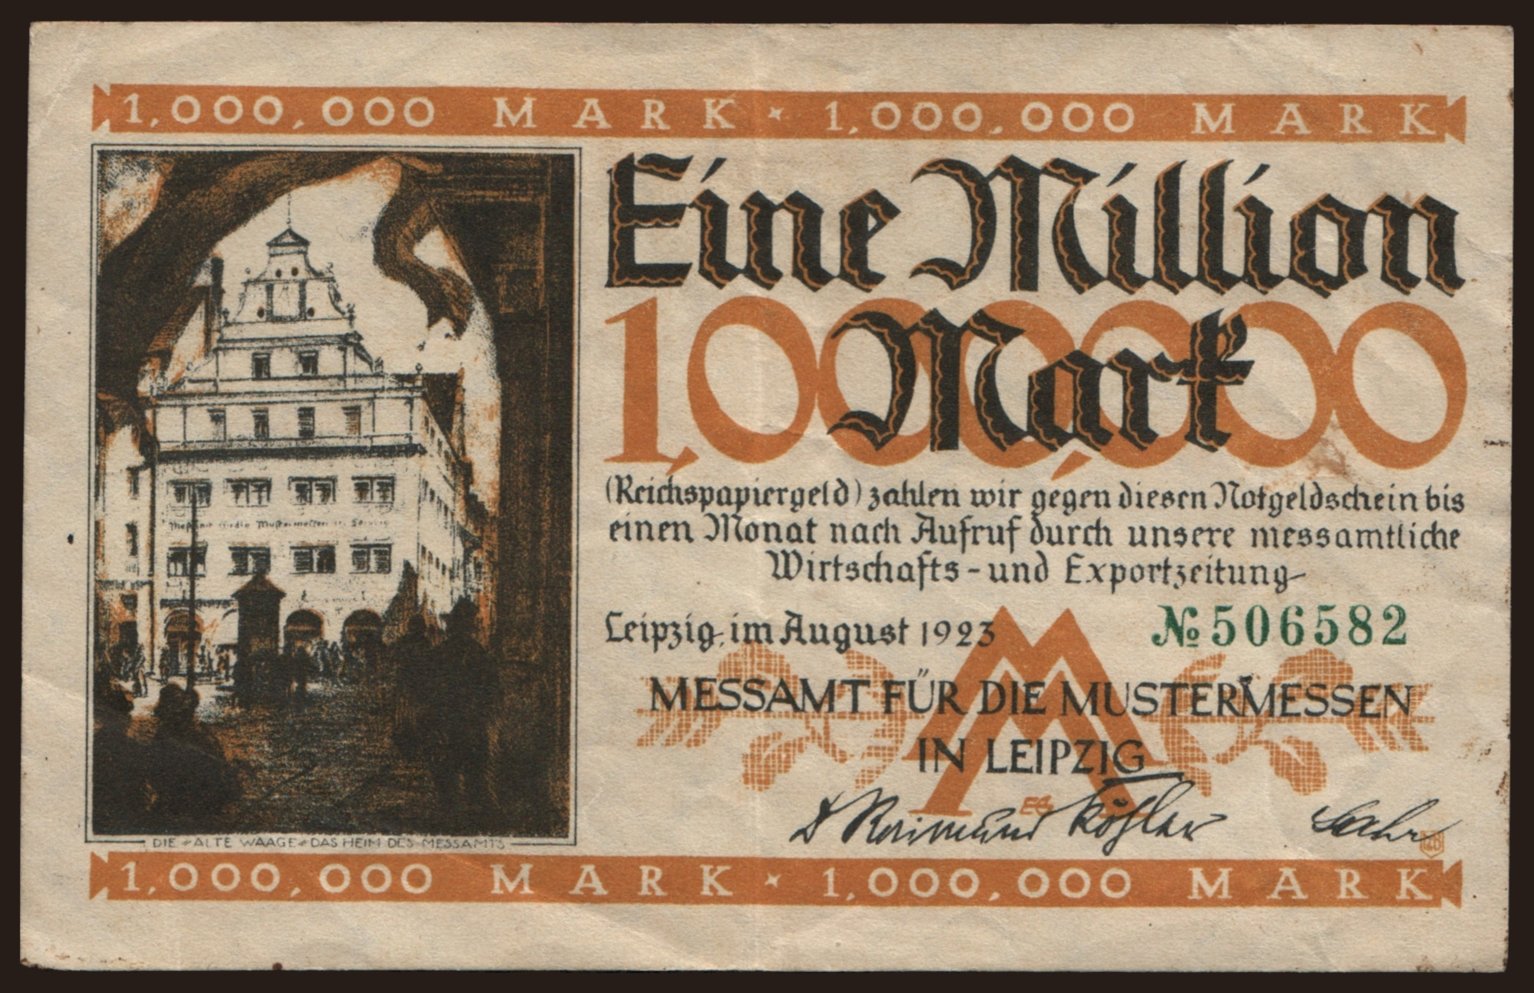 1,000,000 MARK · 1,000,000 MARK
Eine Million
1,000,000
Mark
(Reichspapiergeld) zahlen wir gegen diesen Notgeldschein bis
einen Monat nach Aufruf durch unsere messamtliche
Wirtschafts- und Exportzeitung
Leipzig, im August 1923
№ 506582
MESSAMT FÜR DIE MUSTERMESSEN
IN LEIPZIG
Dr Raimund Köhler
DIE "ALTE WAAGE" DAS HEIM DES MESSAMTS
1,000,000 MARK · 1,000,000 MARK